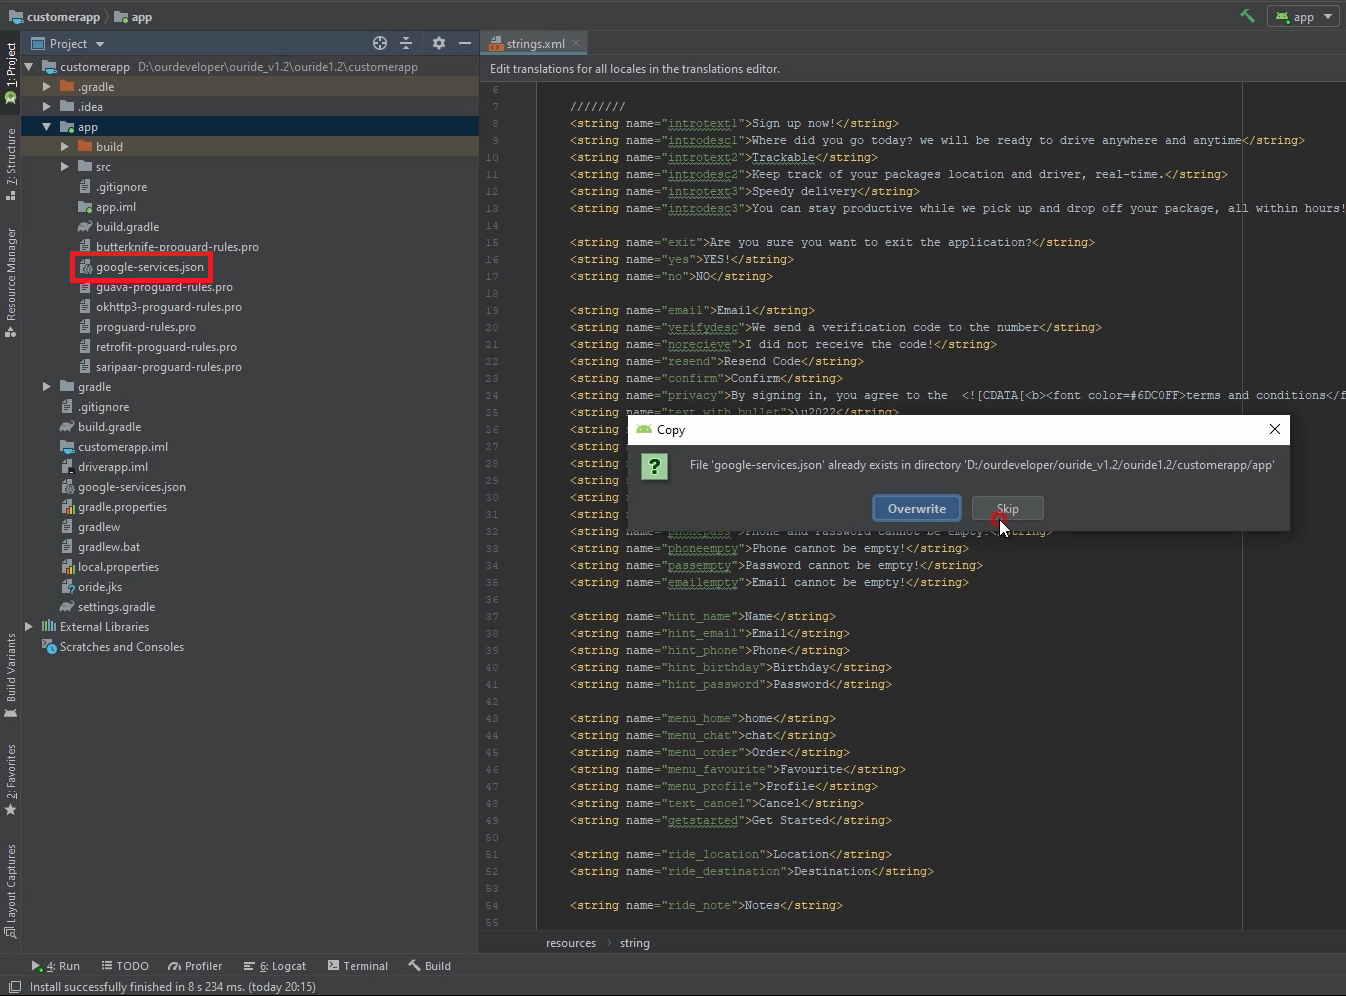 customerapp
app
app
1: Project
7: Structure
Resource Manager
Build Variants
2: Favorites
Layout Captures
Project
customerapp D:\ourdeveloper\ouride_v1.2\ouride1.2\customerapp
.gradle
.idea
app
build
src
.gitignore
app.iml
build.gradle
butterknife-proguard-rules.pro
google-services.json
guava-proguard-rules.pro
okhttp3-proguard-rules.pro
proguard-rules.pro
retrofit-proguard-rules.pro
saripaar-proguard-rules.pro
gradle
.gitignore
build.gradle
customerapp.iml
driverapp.iml
google-services.json
gradle.properties
gradlew
gradlew.bat
local.properties
oride.jks
settings.gradle
External Libraries
Scratches and Consoles
strings.xml
Edit translations for all locales in the translations editor.
6
7 ////////
8 <string name="introtext1">Sign up now!</string>
9 <string name="introdesc1">Where did you go today? we will be ready to drive anywhere and anytime</string>
10 <string name="introtext2">Trackable</string>
11 <string name="introdesc2">Keep track of your packages location and driver, real-time.</string>
12 <string name="introtext3">Speedy delivery</string>
13 <string name="introdesc3">You can stay productive while we pick up and drop off your package, all within hours!
14
15 <string name="exit">Are you sure you want to exit the application?</string>
16 <string name="yes">YES!</string>
17 <string name="no">NO</string>
18
19 <string name="email">Email</string>
20 <string name="verifydesc">We send a verification code to the number</string>
21 <string name="norecieve">I did not receive the code!</string>
22 <string name="resend">Resend Code</string>
23 <string name="confirm">Confirm</string>
24 <string name="privacy">By signing in, you agree to the <![CDATA[<b><font color=#6DC0FF>terms and conditions</f
25 <string name="text_with_bullet">\u2022</string>
26 <string
27 <string
28 <string
29 <string
30 <string
31 <string
32 <string name="phonepass">Phone and Password cannot be empty!</string>
33 <string name="phoneempty">Phone cannot be empty!</string>
34 <string name="passempty">Password cannot be empty!</string>
35 <string name="emailempty">Email cannot be empty!</string>
36
37 <string name="hint_name">Name</string>
38 <string name="hint_email">Email</string>
39 <string name="hint_phone">Phone</string>
40 <string name="hint_birthday">Birthday</string>
41 <string name="hint_password">Password</string>
42
43 <string name="menu_home">home</string>
44 <string name="menu_chat">chat</string>
45 <string name="menu_order">Order</string>
46 <string name="menu_favourite">Favourite</string>
47 <string name="menu_profile">Profile</string>
48 <string name="text_cancel">Cancel</string>
49 <string name="getstarted">Get Started</string>
50
51 <string name="ride_location">Location</string>
52 <string name="ride_destination">Destination</string>
53
54 <string name="ride_note">Notes</string>
55
Copy
File 'google-services.json' already exists in directory 'D:/ourdeveloper/ouride_v1.2/ouride1.2/customerapp/app'
Overwrite
Skip
resources › string
4: Run
TODO
Profiler
6: Logcat
Terminal
Build
Install successfully finished in 8 s 234 ms. (today 20:15)